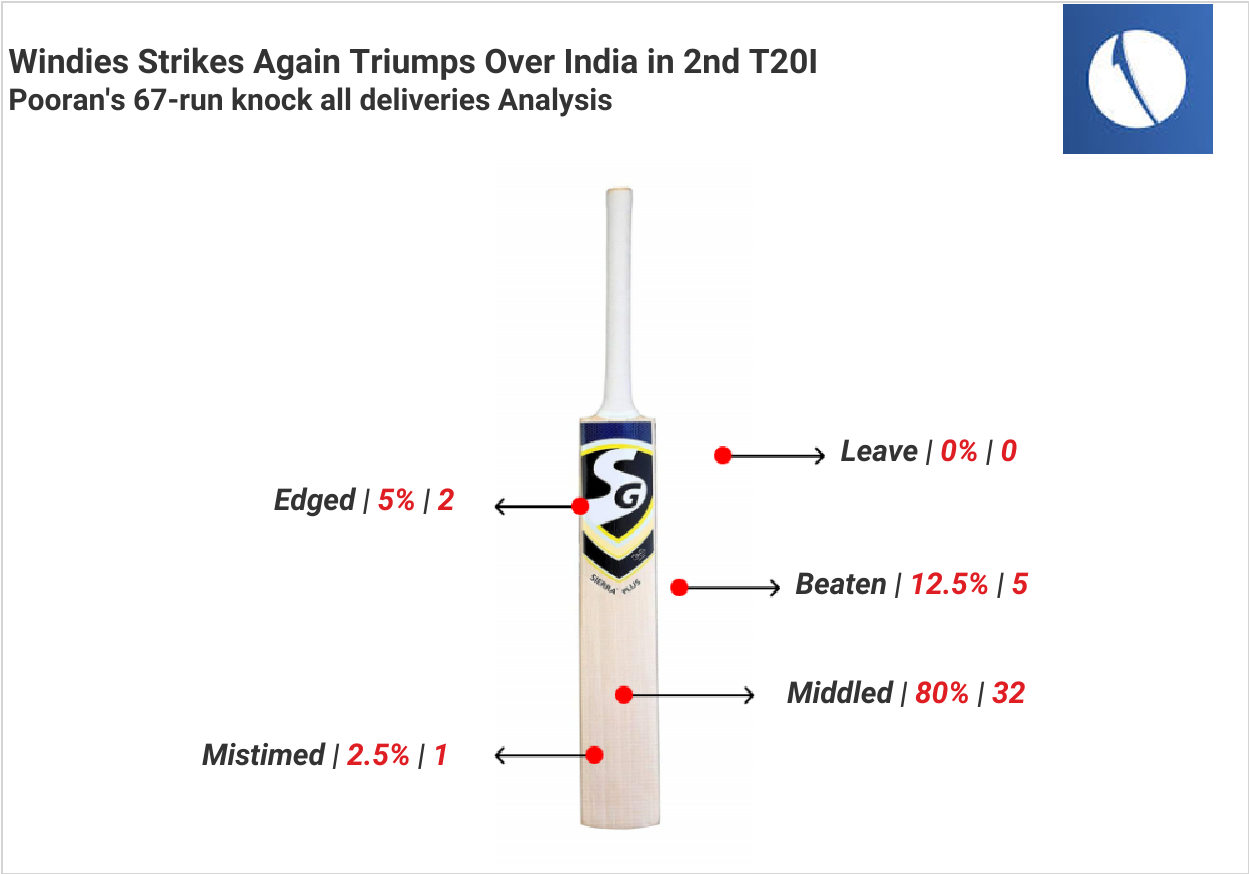 Windies Strikes Again Triumps Over India in 2nd T20I
Pooran's 67-run knock all deliveries Analysis
Leave | 0% | 0
SG
Edged | 5% | 2
SIERRA PLUS
Beaten | 12.5% | 5
Middled | 80% | 32
Mistimed | 2.5% | 1